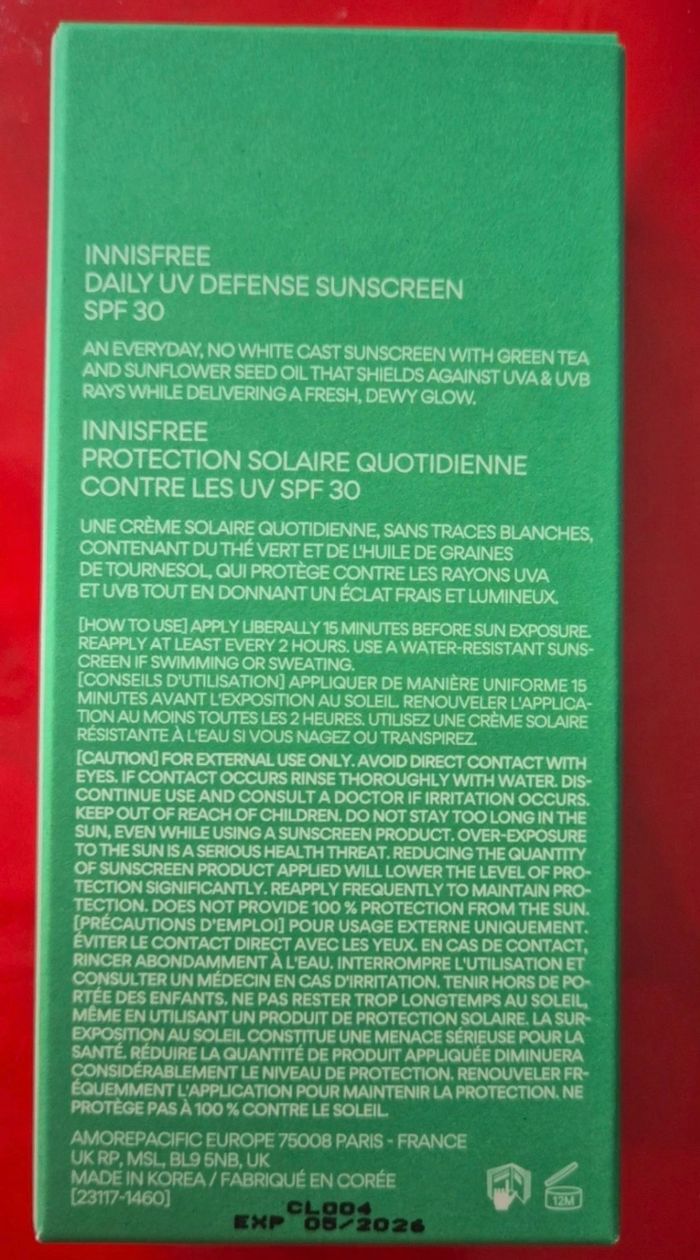 INNISFREE
DAILY UV DEFENSE SUNSCREEN
SPF 30
AN EVERYDAY, NO WHITE CAST SUNSCREEN WITH GREEN TEA
AND SUNFLOWER SEED OIL THAT SHIELDS AGAINST UVA & UVB
RAYS WHILE DELIVERING A FRESH, DEWY GLOW.
INNISFREE
PROTECTION SOLAIRE QUOTIDIENNE
CONTRE LES UV SPF 30
UNE CRÈME SOLAIRE QUOTIDIENNE, SANS TRACES BLANCHES,
CONTENANT DU THÉ VERT ET DE L'HUILE DE GRAINES
DE TOURNESOL, QUI PROTÈGE CONTRE LES RAYONS UVA
ET UVB TOUT EN DONNANT UN ÉCLAT FRAIS ET LUMINEUX.
[HOW TO USE] APPLY LIBERALLY 15 MINUTES BEFORE SUN EXPOSURE.
REAPPLY AT LEAST EVERY 2 HOURS. USE A WATER-RESISTANT SUNS-
CREEN IF SWIMMING OR SWEATING.
[CONSEILS D'UTILISATION] APPLIQUER DE MANIÈRE UNIFORME 15
MINUTES AVANT L'EXPOSITION AU SOLEIL. RENOUVELER L'APPLICA-
TION AU MOINS TOUTES LES 2 HEURES. UTILISEZ UNE CRÈME SOLAIRE
RÉSISTANTE À L'EAU SI VOUS NAGEZ OU TRANSPIREZ.
[CAUTION] FOR EXTERNAL USE ONLY. AVOID DIRECT CONTACT WITH
EYES. IF CONTACT OCCURS RINSE THOROUGHLY WITH WATER. DIS-
CONTINUE USE AND CONSULT A DOCTOR IF IRRITATION OCCURS.
KEEP OUT OF REACH OF CHILDREN. DO NOT STAY TOO LONG IN THE
SUN, EVEN WHILE USING A SUNSCREEN PRODUCT. OVER-EXPOSURE
TO THE SUN IS A SERIOUS HEALTH THREAT. REDUCING THE QUANTITY
OF SUNSCREEN PRODUCT APPLIED WILL LOWER THE LEVEL OF PRO-
TECTION SIGNIFICANTLY. REAPPLY FREQUENTLY TO MAINTAIN PRO-
TECTION. DOES NOT PROVIDE 100 % PROTECTION FROM THE SUN.
[PRÉCAUTIONS D'EMPLOI] POUR USAGE EXTERNE UNIQUEMENT.
ÉVITER LE CONTACT DIRECT AVEC LES YEUX. EN CAS DE CONTACT,
RINCER ABONDAMMENT À L'EAU. INTERROMPRE L'UTILISATION ET
CONSULTER UN MÉDECIN EN CAS D'IRRITATION. TENIR HORS DE PO-
RTÉE DES ENFANTS. NE PAS RESTER TROP LONGTEMPS AU SOLEIL,
MÊME EN UTILISANT UN PRODUIT DE PROTECTION SOLAIRE. LA SUR-
EXPOSITION AU SOLEIL CONSTITUE UNE MENACE SÉRIEUSE POUR LA
SANTÉ. RÉDUIRE LA QUANTITÉ DE PRODUIT APPLIQUÉE DIMINUERA
CONSIDÉRABLEMENT LE NIVEAU DE PROTECTION. RENOUVELER FR-
ÉQUEMMENT L'APPLICATION POUR MAINTENIR LA PROTECTION. NE
PROTÈGE PAS À 100 % CONTRE LE SOLEIL.
AMOREPACIFIC EUROPE 75008 PARIS - FRANCE
UK RP, MSL, BL9 5NB, UK
MADE IN KOREA / FABRIQUÉ EN CORÉE
[23117-1460]
12M
CL004
EXP 05/2026